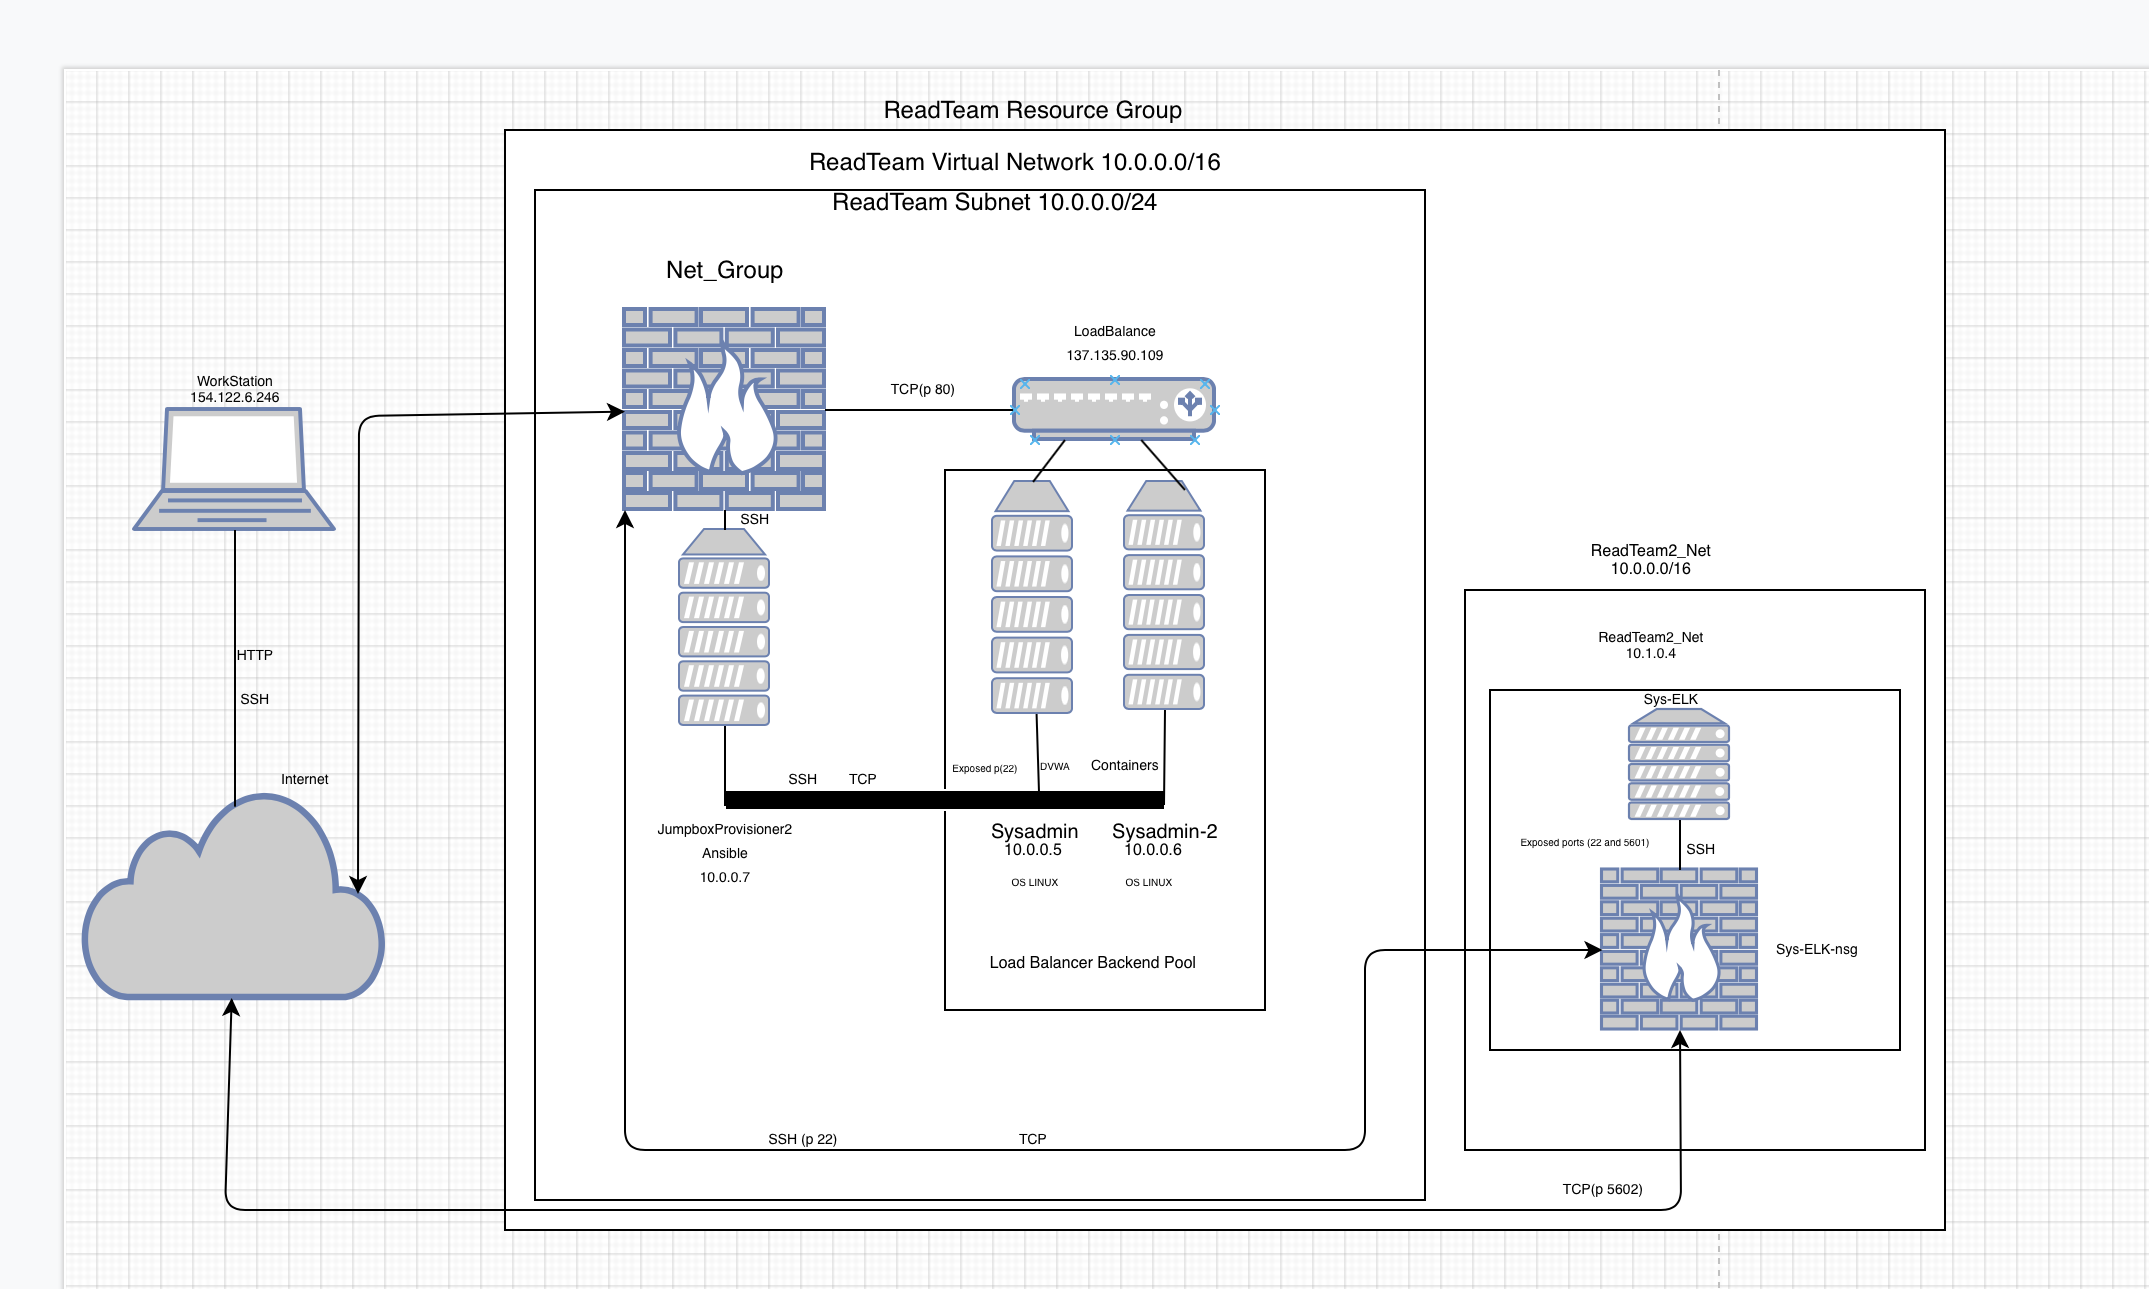 ReadTeam Resource Group
ReadTeam Virtual Network 10.0.0.0/16
ReadTeam Subnet 10.0.0.0/24
Net_Group
LoadBalance
137.135.90.109
TCP(p 80)
WorkStation
154.122.6.246
SSH
HTTP
SSH
Internet
ReadTeam2_Net
10.0.0.0/16
ReadTeam2_Net
10.1.0.4
Sys-ELK
Exposed ports (22 and 5601)
SSH
Sys-ELK-nsg
SSH
TCP
Exposed p(22)
DVWA
Containers
JumpboxProvisioner2
Ansible
10.0.0.7
Sysadmin
10.0.0.5
OS LINUX
Sysadmin-2
10.0.0.6
OS LINUX
Load Balancer Backend Pool
SSH (p 22)
TCP
TCP(p 5602)